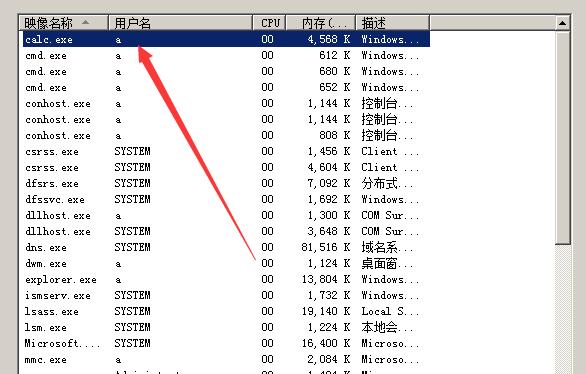 映像名称 用户名 CPU 内存(... 描述
calc.exe a 00 4,568 K Windows...
cmd.exe a 00 612 K Windows...
cmd.exe a 00 680 K Windows...
cmd.exe a 00 652 K Windows...
conhost.exe a 00 1,144 K 控制台...
conhost.exe a 00 1,144 K 控制台...
conhost.exe a 00 808 K 控制台...
csrss.exe SYSTEM 00 1,456 K Client ...
csrss.exe SYSTEM 00 4,604 K Client ...
dfsrs.exe SYSTEM 00 7,092 K 分布式...
dfssvc.exe SYSTEM 00 1,692 K Windows...
dllhost.exe a 00 1,300 K COM Sur...
dllhost.exe SYSTEM 00 3,648 K COM Sur...
dns.exe SYSTEM 00 81,516 K 域名系...
dwm.exe a 00 1,124 K 桌面窗...
explorer.exe a 00 13,804 K Windows...
ismserv.exe SYSTEM 00 1,732 K Windows...
lsass.exe SYSTEM 00 19,140 K Local S...
lsm.exe SYSTEM 00 1,224 K 本地会...
Microsoft.... SYSTEM 00 16,400 K Microso...
mmc.exe a 00 2,084 K Microso...